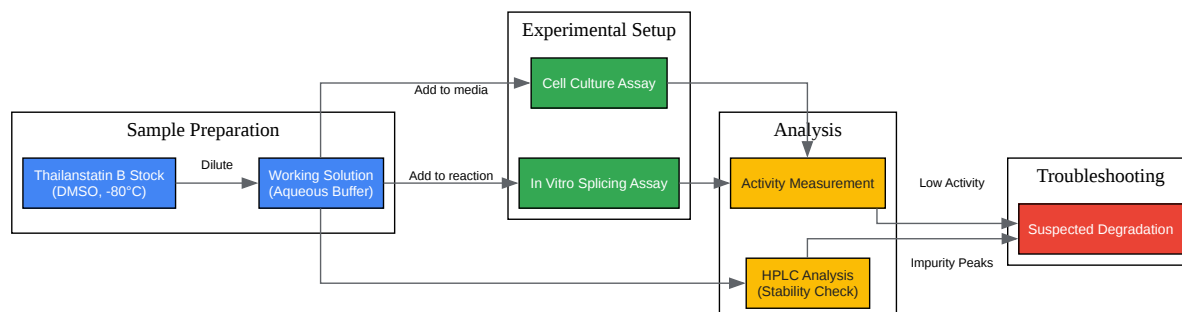 Sample Preparation
Thailanstatin B Stock
(DMSO, -80°C)
Dilute
Working Solution
(Aqueous Buffer)
Add to media
Add to reaction
Experimental Setup
Cell Culture Assay
In Vitro Splicing Assay
Analysis
Activity Measurement
HPLC Analysis
(Stability Check)
Low Activity
Impurity Peaks
Troubleshooting
Suspected Degradation